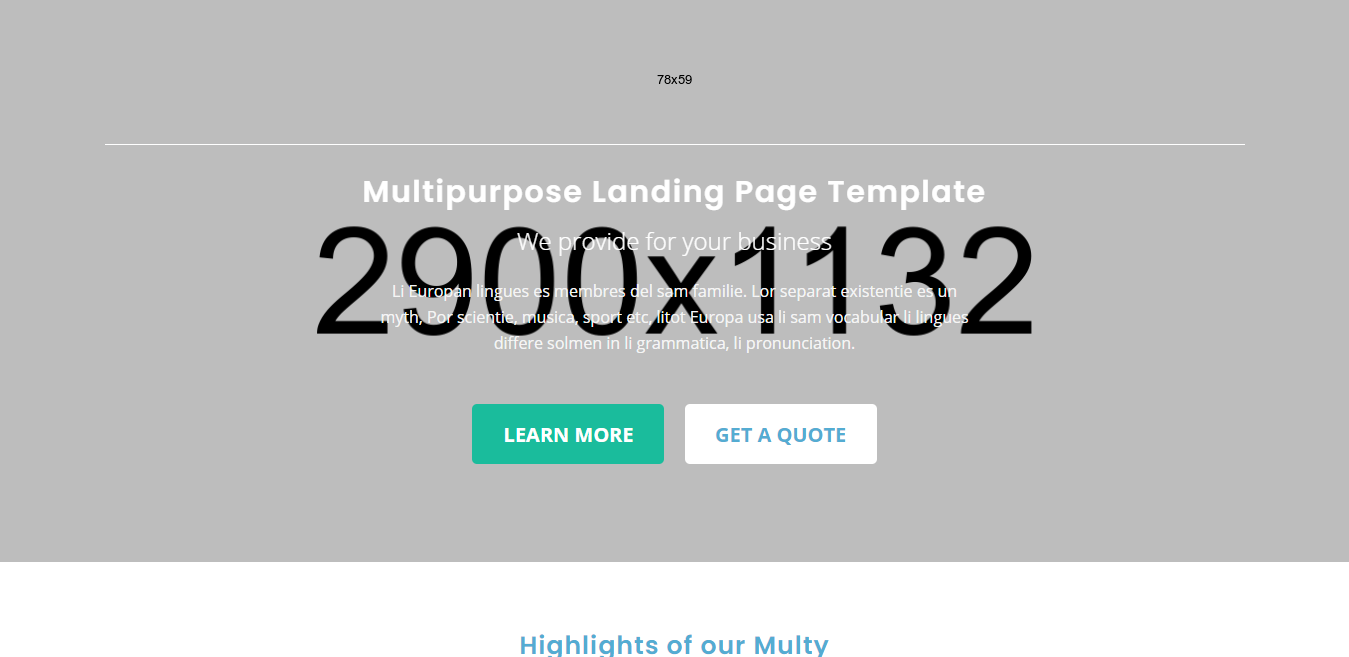 78x59
Multipurpose Landing Page Template
2900x1132
We provide for your business
Li Europan lingues es membres del sam familie. Lor separat existentie es un
myth, Por scientie, musica, sport etc, litot Europa usa li sam vocabular li lingues
differe solmen in li grammatica, li pronunciation.
LEARN MORE
GET A QUOTE
Highlights of our Multy